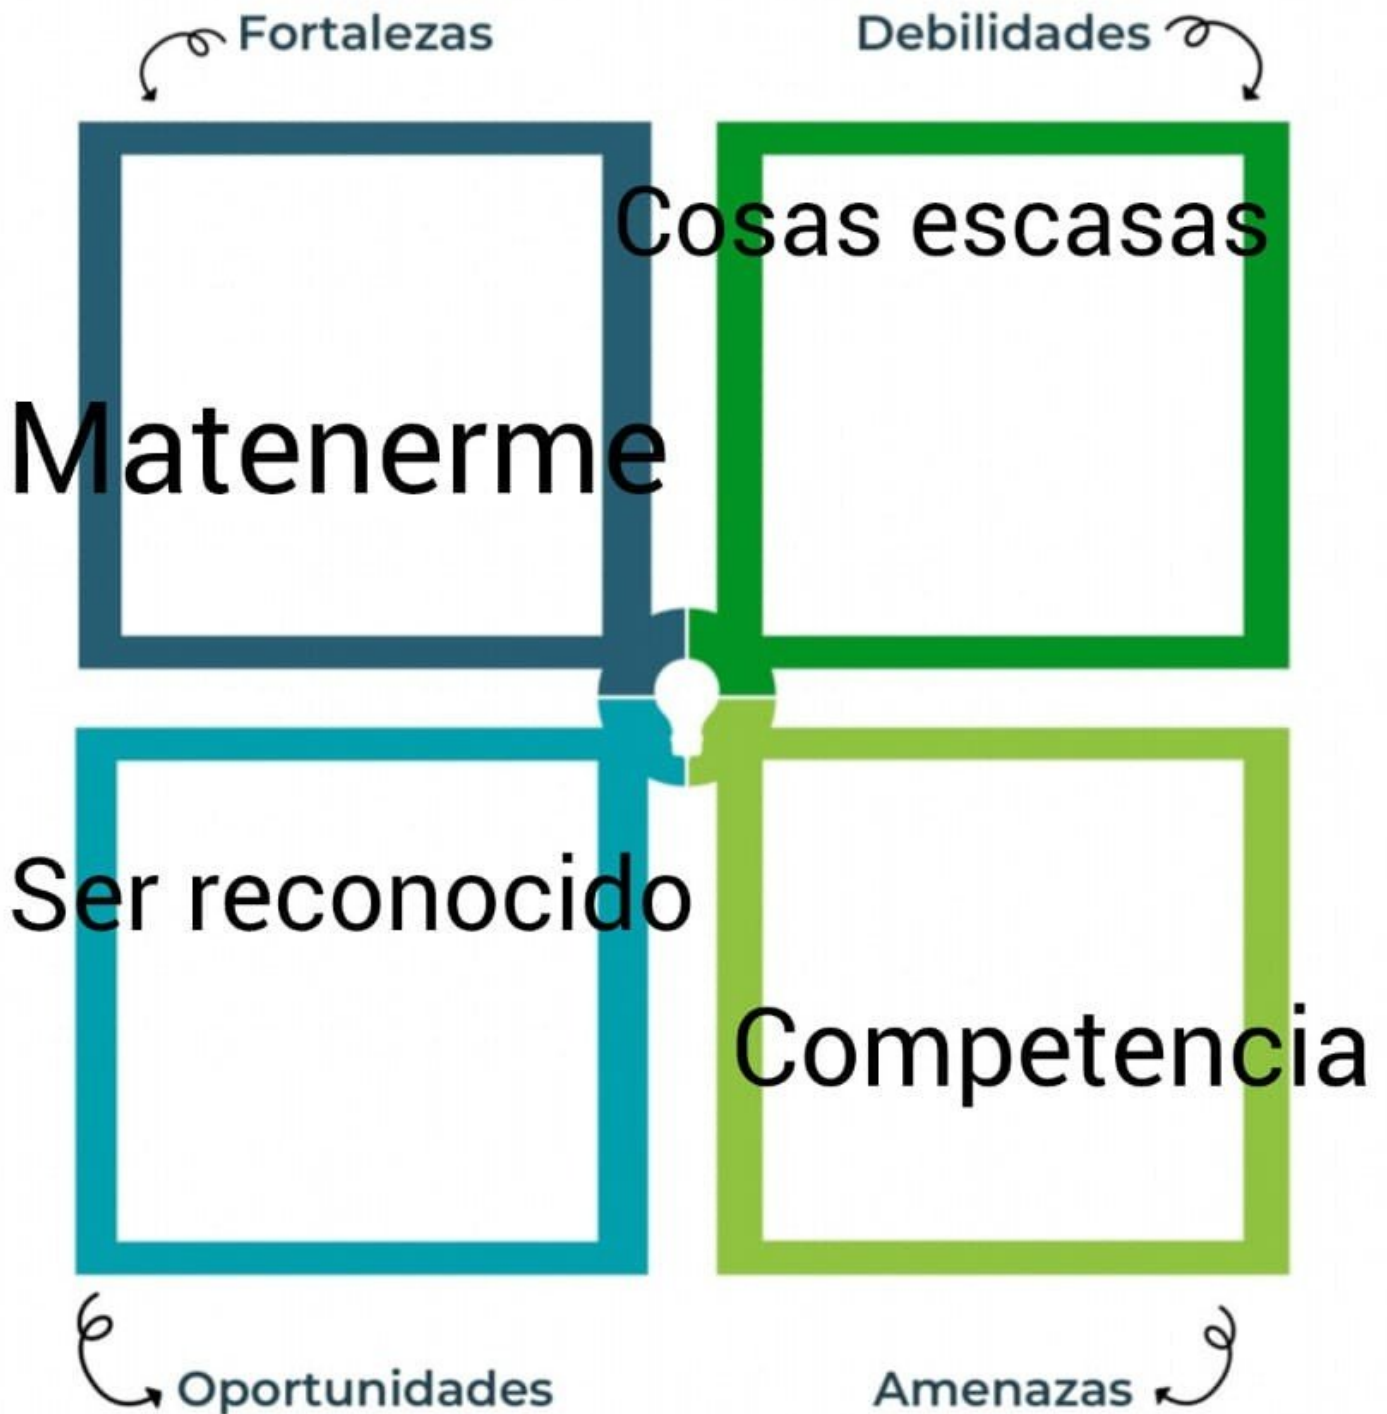 Fortalezas
Debilidades
Cosas escasas
Matenerme
Ser reconocido
Competencia
Oportunidades
Amenazas